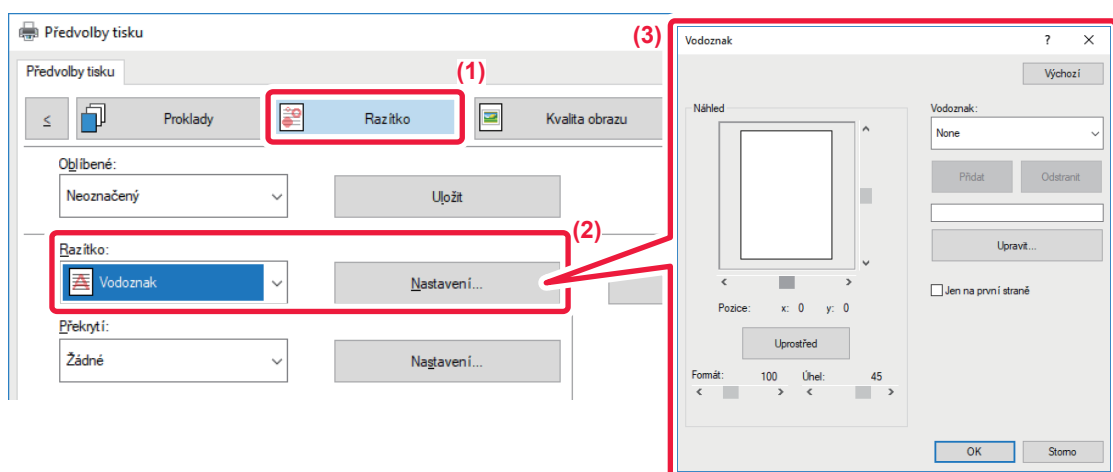 Předvolby tisku
Předvolby tisku
(1)
≤
Proklady
Razítko
Kvalita obrazu
Oblíbené:
Neoznačený
Uložit
(2)
Razítko:
Vodoznak
Nastavení...
Překrytí:
Žádné
Nastavení...
(3)
Vodoznak
?
Výchozí
Náhled
Vodoznak:
None
Přidat
Odstranit
Upravit...
Jen na první straně
Pozice: x: 0 y: 0
Uprostřed
Formát: 100 Úhel: 45
OK
Storno